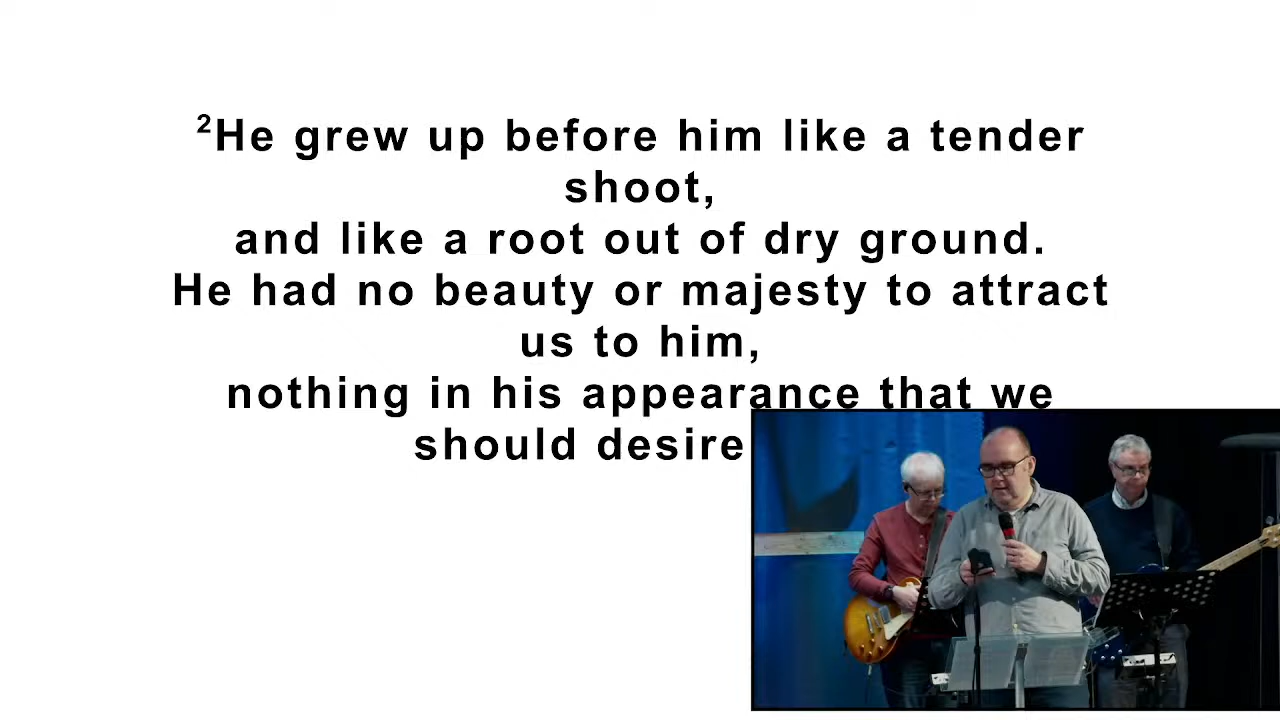 ²He grew up before him like a tender
shoot,
and like a root out of dry ground.
He had no beauty or majesty to attract
us to him,
nothing in his appearance that we
should desire